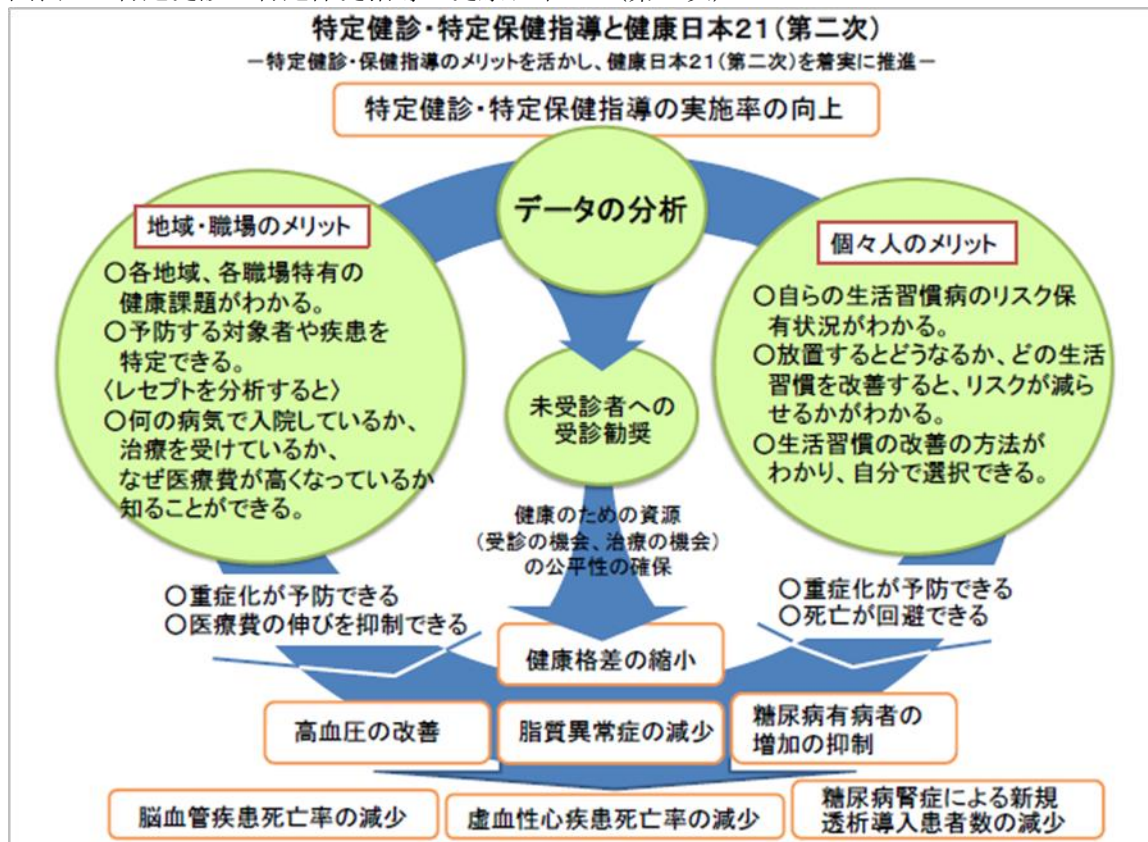 特定健診・特定保健指導と健康日本21(第二次)
－特定健診・保健指導のメリットを活かし、健康日本21(第二次)を着実に推進－
特定健診・特定保健指導の実施率の向上
データの分析
地域・職場のメリット
○各地域、各職場特有の
健康課題がわかる。
○予防する対象者や疾患を
特定できる。
〈レセプトを分析すると〉
○何の病気で入院しているか、
治療を受けているか、
なぜ医療費が高くなっているか
知ることができる。
個々人のメリット
○自らの生活習慣病のリスク保
有状況がわかる。
○放置するとどうなるか、どの生活
習慣を改善すると、リスクが減ら
せるかがわかる。
○生活習慣の改善の方法が
わかり、自分で選択できる。
未受診者への
受診勧奨
健康のための資源
(受診の機会、治療の機会)
の公平性の確保
○重症化が予防できる
○医療費の伸びを抑制できる
○重症化が予防できる
○死亡が回避できる
健康格差の縮小
高血圧の改善
脂質異常症の減少
糖尿病有病者の
増加の抑制
脳血管疾患死亡率の減少
虚血性心疾患死亡率の減少
糖尿病腎症による新規
透析導入患者数の減少